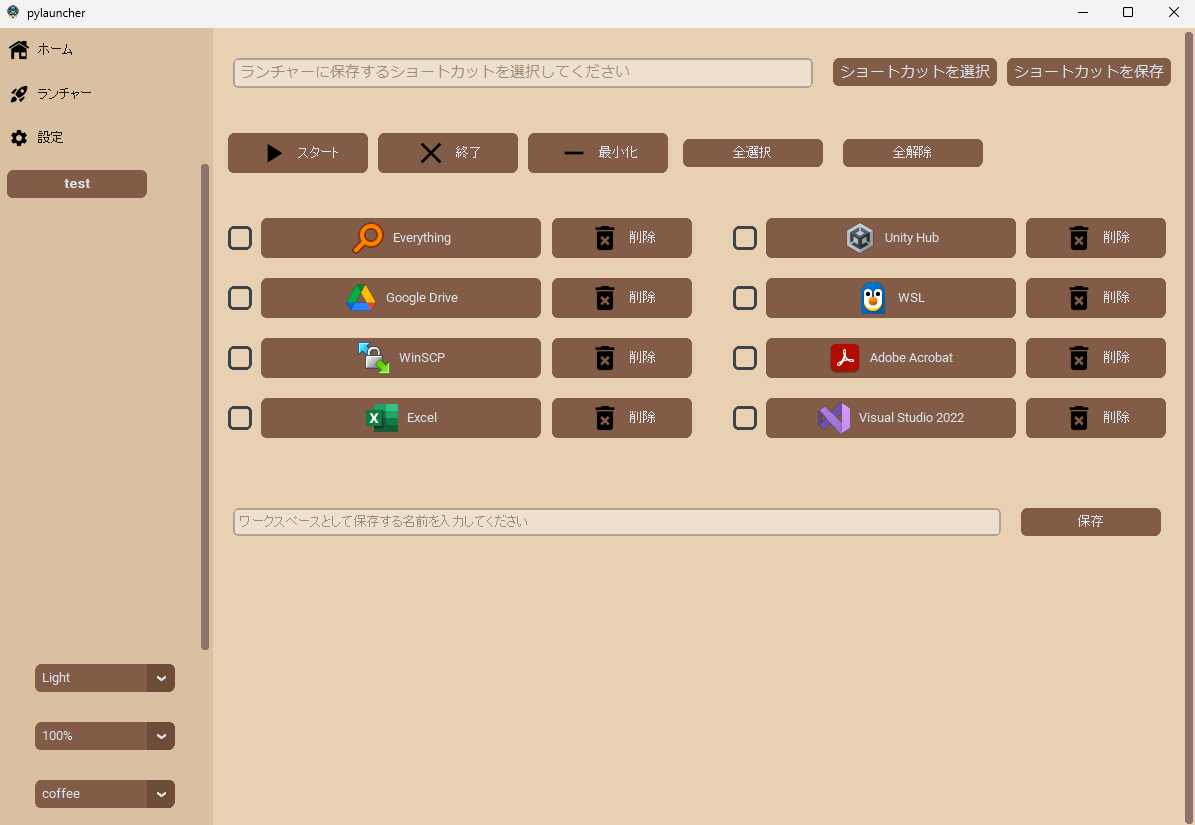 pylauncher
ホーム
ランチャー
設定
test
Light
100%
coffee
ランチャーに保存するショートカットを選択してください
ショートカットを選択
ショートカットを保存
スタート
終了
最小化
全選択
全解除
Everything
削除
Unity Hub
削除
Google Drive
削除
WSL
削除
WinSCP
削除
Adobe Acrobat
削除
Excel
削除
Visual Studio 2022
削除
ワークスペースとして保存する名前を入力してください
保存